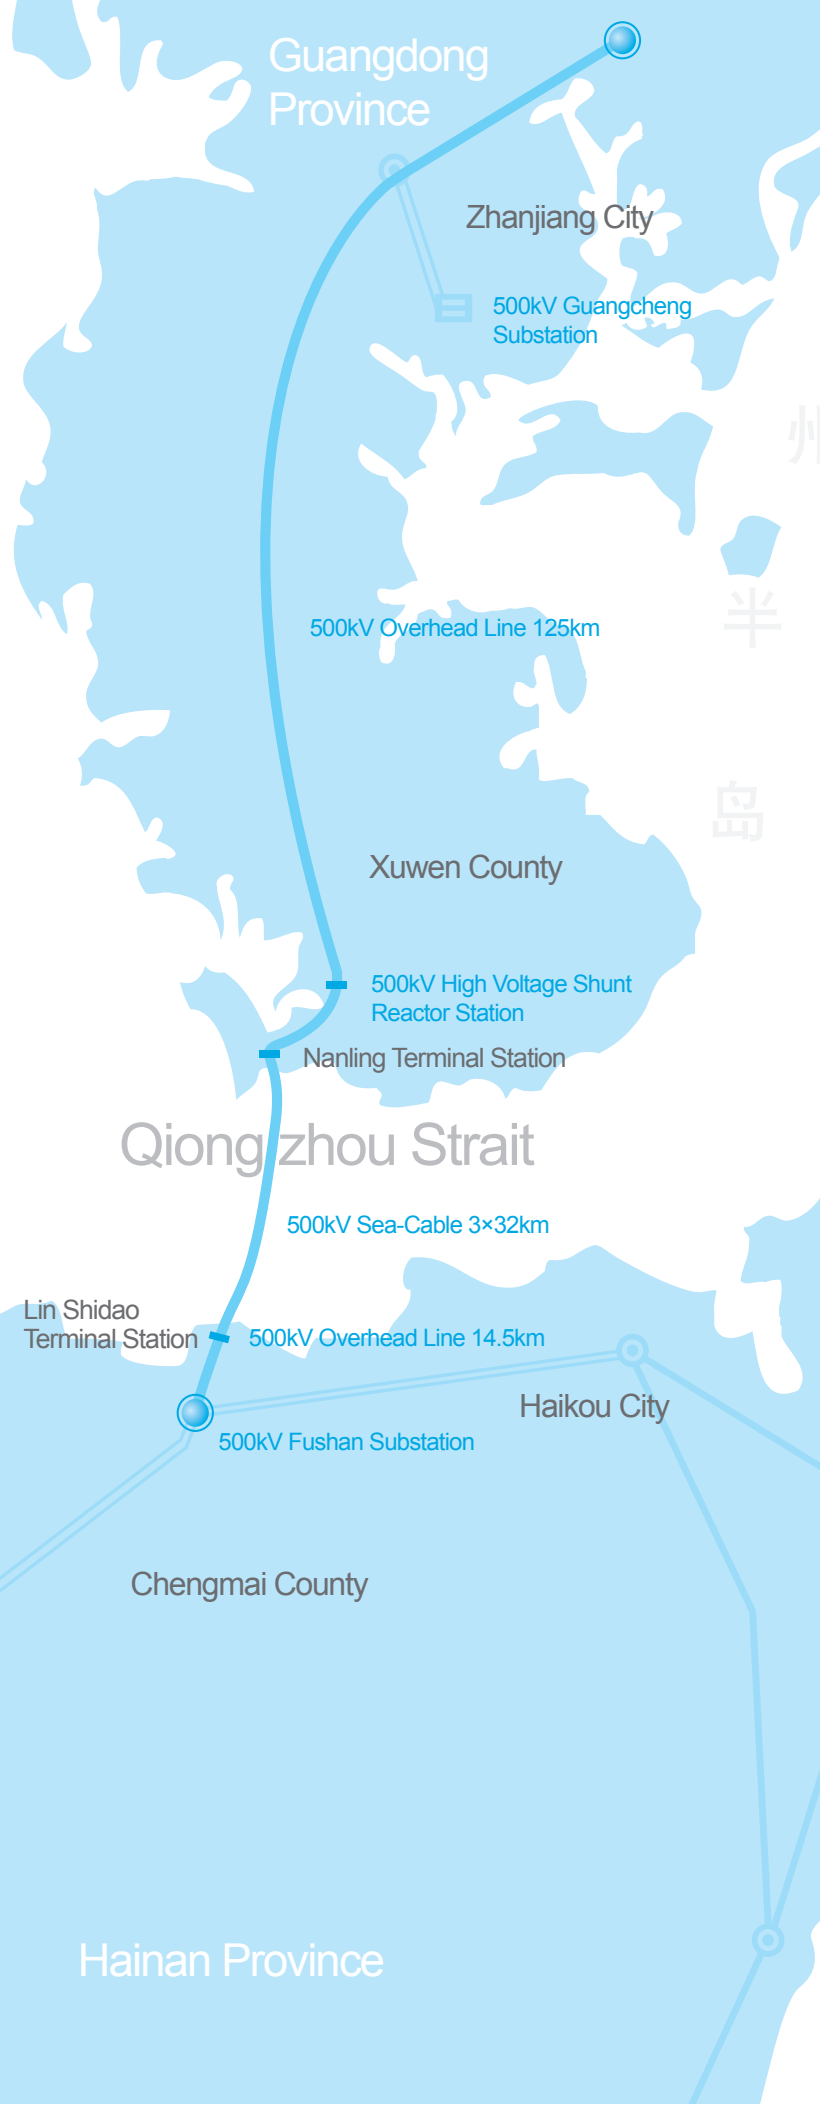 Guangdong
Province
Zhanjiang City
500kV Guangcheng
Substation
州
半
500kV Overhead Line 125km
岛
Xuwen County
500kV High Voltage Shunt
Reactor Station
Nanling Terminal Station
Qiong zhou Strait
500kV Sea-Cable 3×32km
Lin Shidao
Terminal Station
500kV Overhead Line 14.5km
Haikou City
500kV Fushan Substation
Chengmai County
Hainan Province